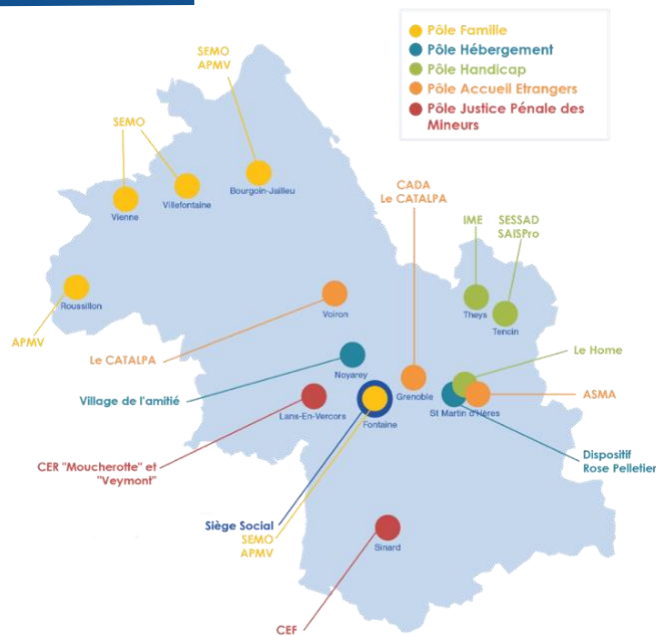 Pôle Famille
Pôle Hébergement
Pôle Handicap
Pôle Accueil Etrangers
Pôle Justice Pénale des
Mineurs
SEMO
APMV
SEMO
Bourgoin-Jailleu
Villefontaine
Vienne
CADA
Le CATALPA
IME
SESSAD
SAISPro
Roussillon
APMV
Voiron
Theys
Tencin
Le CATALPA
Le Home
Noyarey
Village de l'amitié
Grenoble
ASMA
Lans-En-Vercors
St Martin d'Hères
Fontaine
CER "Moucherotte" et
"Veymont"
Dispositif
Rose Pelletier
Siège Social
SEMO
APMV
Sinard
CEF